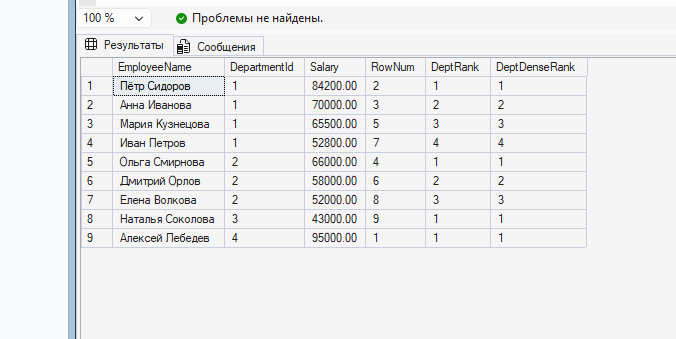 100 %
Проблемы не найдены.
Результаты Сообщения
EmployeeName DepartmentId Salary RowNum DeptRank DeptDenseRank
1 Пётр Сидоров 1 84200.00 2 1 1
2 Анна Иванова 1 70000.00 3 2 2
3 Мария Кузнецова 1 65500.00 5 3 3
4 Иван Петров 1 52800.00 7 4 4
5 Ольга Смирнова 2 66000.00 4 1 1
6 Дмитрий Орлов 2 58000.00 6 2 2
7 Елена Волкова 2 52000.00 8 3 3
8 Наталья Соколова 3 43000.00 9 1 1
9 Алексей Лебедев 4 95000.00 1 1 1